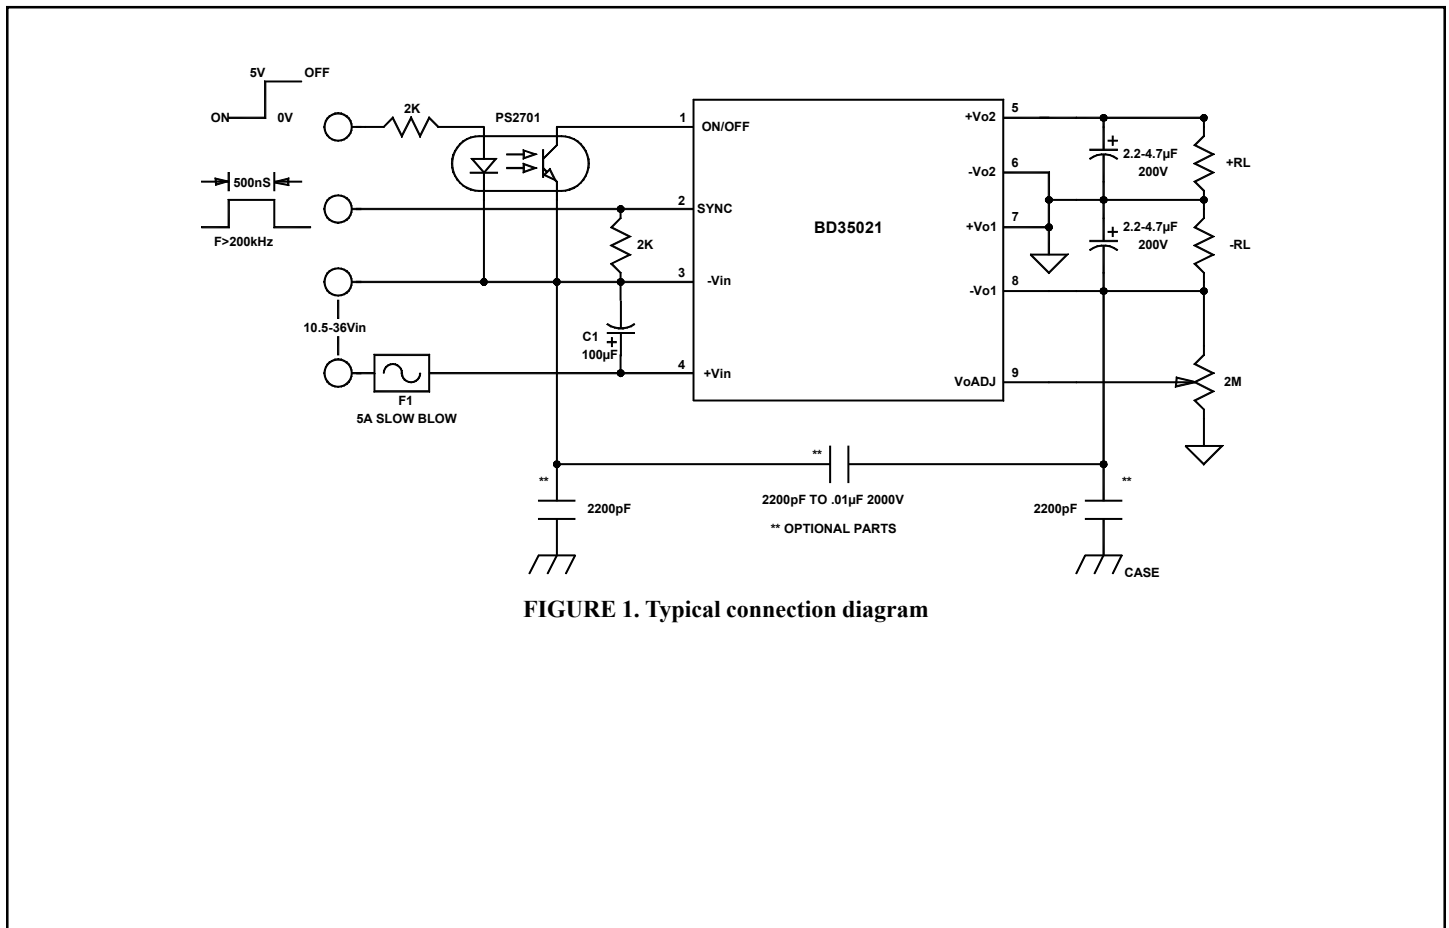 5V OFF
ON 0V
2K
PS2701
500nS
F>200kHz
2K
10.5-36Vin
C1
+
100µF
F1
5A SLOW BLOW
1
ON/OFF
2
SYNC
3
-Vin
4
+Vin
BD35021
5
+Vo2
6
-Vo2
7
+Vo1
8
-Vo1
9
VoADJ
+
2.2-4.7µF
200V
+RL
+
2.2-4.7µF
200V
-RL
2M
**
2200pF
**
2200pF TO .01µF 2000V
** OPTIONAL PARTS
**
2200pF
CASE
FIGURE 1. Typical connection diagram